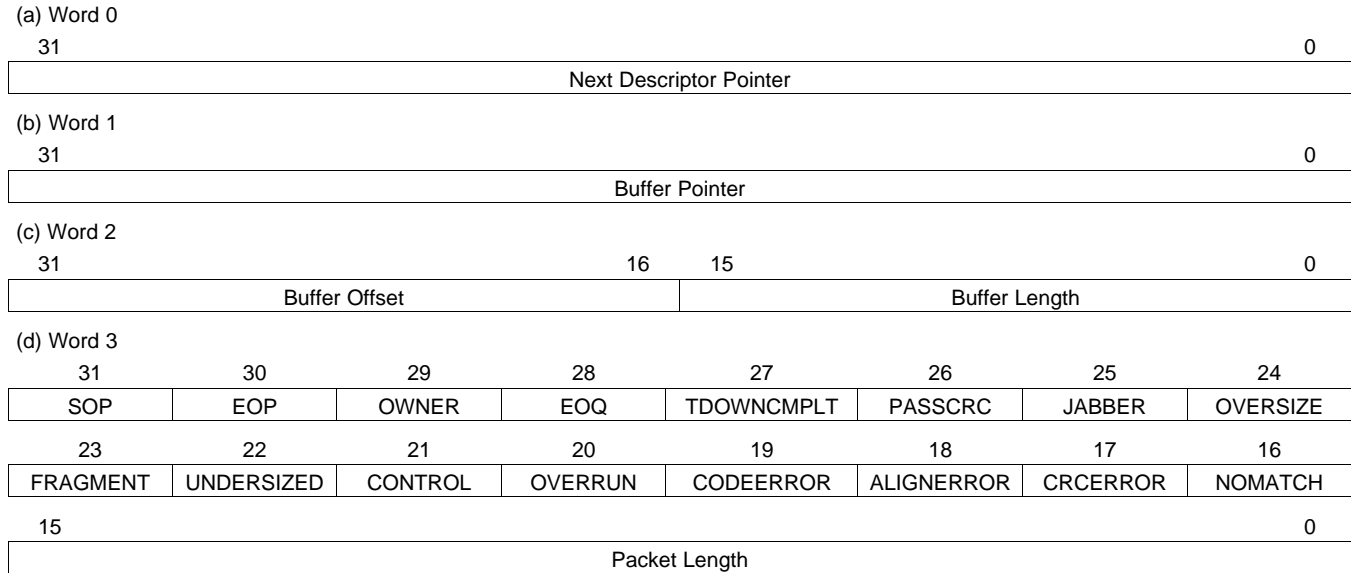 (a) Word 0
31 0
Next Descriptor Pointer
(b) Word 1
31 0
Buffer Pointer
(c) Word 2
31 16 15 0
Buffer Offset Buffer Length
(d) Word 3
31 30 29 28 27 26 25 24
SOP EOP OWNER EOQ TDOWNCMPLT PASSCRC JABBER OVERSIZE
23 22 21 20 19 18 17 16
FRAGMENT UNDERSIZED CONTROL OVERRUN CODEERROR ALIGNERROR CRCERROR NOMATCH
15 0
Packet Length